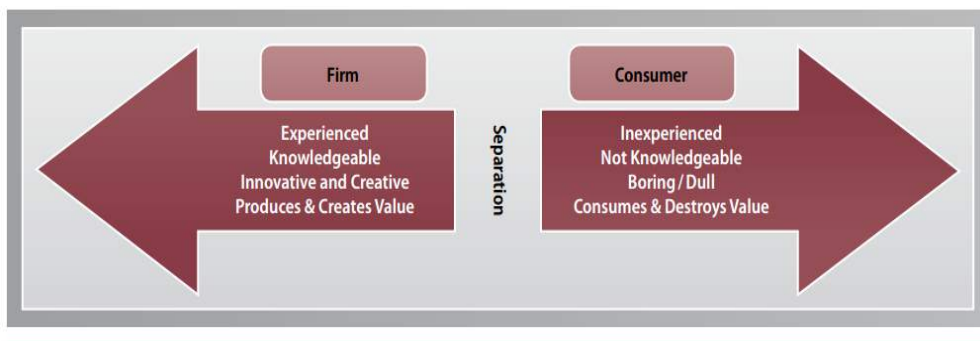 Firm
Experienced
Knowledgeable
Innovative and Creative
Produces & Creates Value
Separation
Consumer
Inexperienced
Not Knowledgeable
Boring / Dull
Consumes & Destroys Value